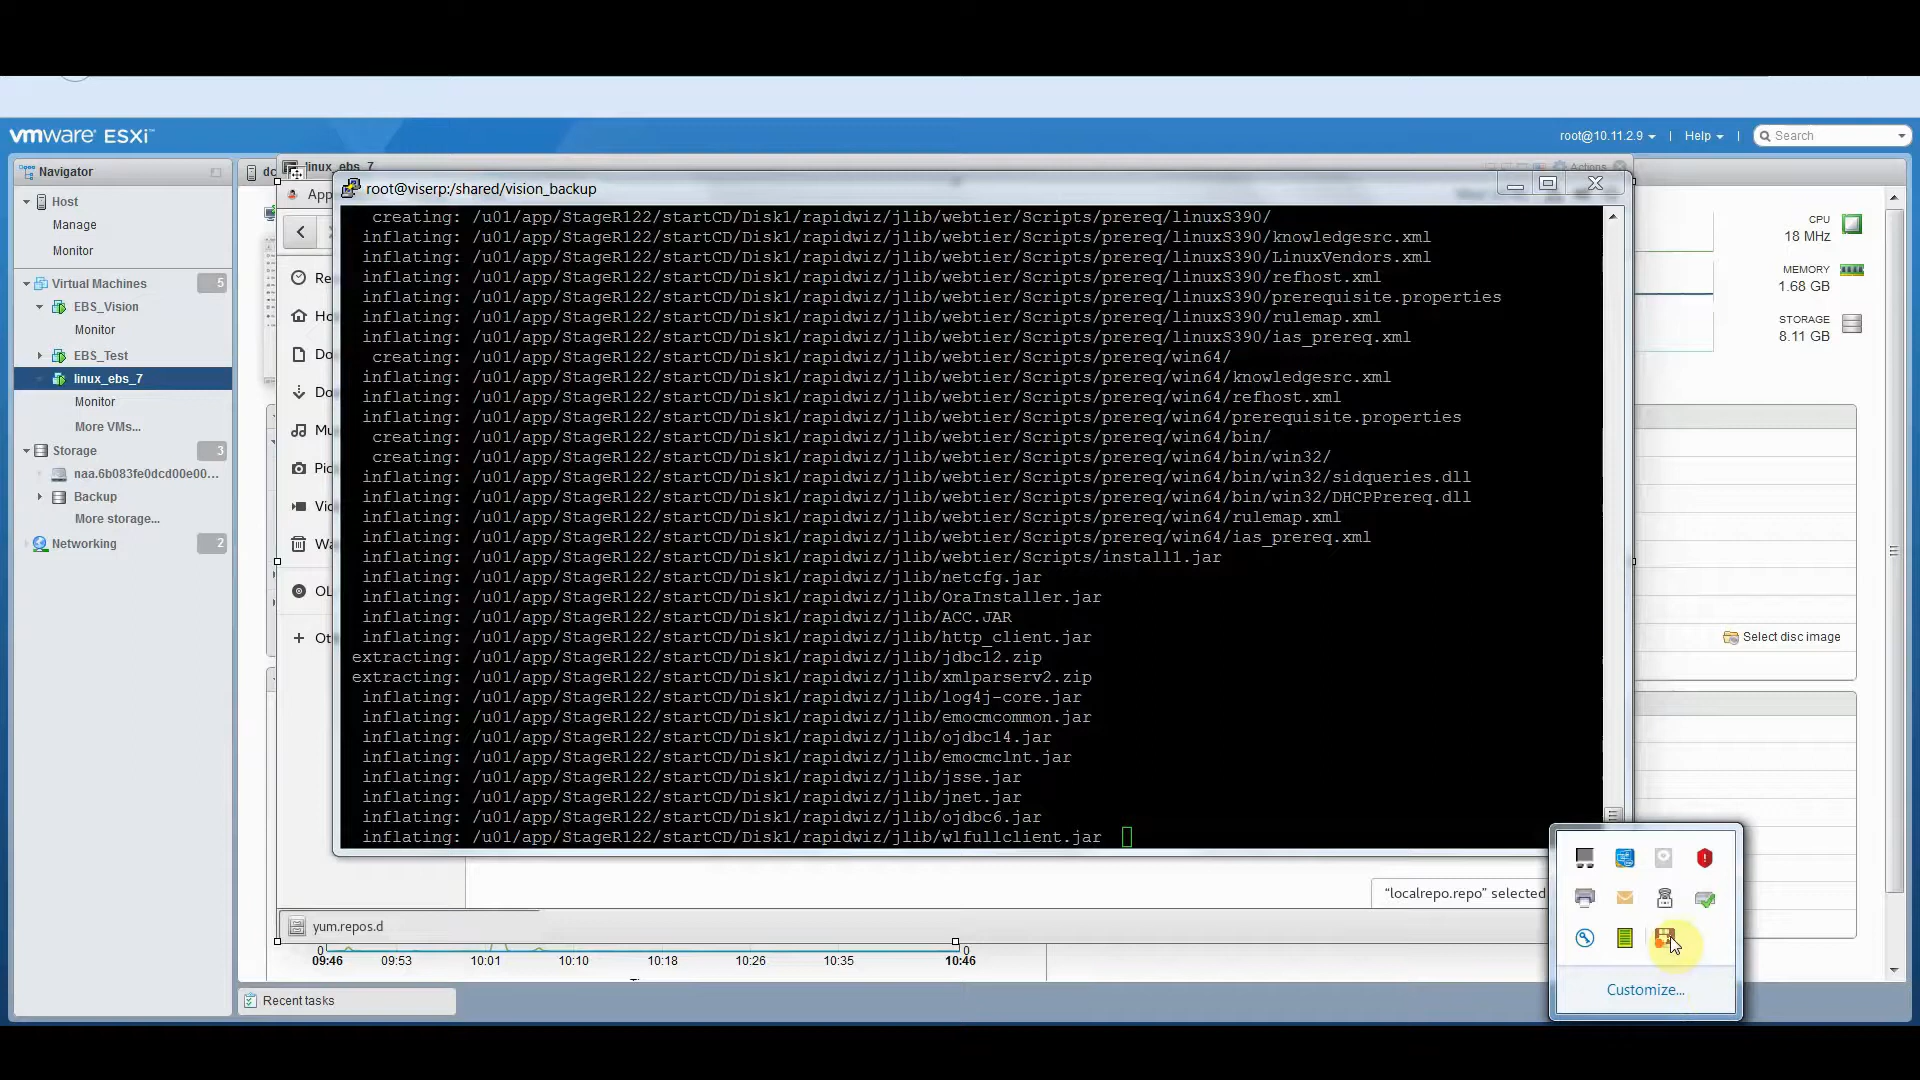 vmware ESXi™
root@10.11.2.9
Help
Search
Navigator
Host
Manage
Monitor
Virtual Machines
5
EBS_Vision
Monitor
EBS_Test
linux_ebs_7
Monitor
More VMs...
Storage
3
naa.6b083fe0dcd00e00...
Backup
More storage...
Networking
2
linux_ebs_7
Actions
root@viserp:/shared/vision_backup
creating: /u01/app/StageR122/startCD/Disk1/rapidwiz/jlib/webtier/Scripts/prereq/linuxS390/
inflating: /u01/app/StageR122/startCD/Disk1/rapidwiz/jlib/webtier/Scripts/prereq/linuxS390/knowledgesrc.xml
inflating: /u01/app/StageR122/startCD/Disk1/rapidwiz/jlib/webtier/Scripts/prereq/linuxS390/LinuxVendors.xml
inflating: /u01/app/StageR122/startCD/Disk1/rapidwiz/jlib/webtier/Scripts/prereq/linuxS390/refhost.xml
inflating: /u01/app/StageR122/startCD/Disk1/rapidwiz/jlib/webtier/Scripts/prereq/linuxS390/prerequisite.properties
inflating: /u01/app/StageR122/startCD/Disk1/rapidwiz/jlib/webtier/Scripts/prereq/linuxS390/rulemap.xml
inflating: /u01/app/StageR122/startCD/Disk1/rapidwiz/jlib/webtier/Scripts/prereq/linuxS390/ias_prereq.xml
creating: /u01/app/StageR122/startCD/Disk1/rapidwiz/jlib/webtier/Scripts/prereq/win64/
inflating: /u01/app/StageR122/startCD/Disk1/rapidwiz/jlib/webtier/Scripts/prereq/win64/knowledgesrc.xml
inflating: /u01/app/StageR122/startCD/Disk1/rapidwiz/jlib/webtier/Scripts/prereq/win64/refhost.xml
inflating: /u01/app/StageR122/startCD/Disk1/rapidwiz/jlib/webtier/Scripts/prereq/win64/prerequisite.properties
creating: /u01/app/StageR122/startCD/Disk1/rapidwiz/jlib/webtier/Scripts/prereq/win64/bin/
creating: /u01/app/StageR122/startCD/Disk1/rapidwiz/jlib/webtier/Scripts/prereq/win64/bin/win32/
inflating: /u01/app/StageR122/startCD/Disk1/rapidwiz/jlib/webtier/Scripts/prereq/win64/bin/win32/sidqueries.dll
inflating: /u01/app/StageR122/startCD/Disk1/rapidwiz/jlib/webtier/Scripts/prereq/win64/bin/win32/DHCPPrereq.dll
inflating: /u01/app/StageR122/startCD/Disk1/rapidwiz/jlib/webtier/Scripts/prereq/win64/rulemap.xml
inflating: /u01/app/StageR122/startCD/Disk1/rapidwiz/jlib/webtier/Scripts/prereq/win64/ias_prereq.xml
inflating: /u01/app/StageR122/startCD/Disk1/rapidwiz/jlib/webtier/Scripts/install1.jar
inflating: /u01/app/StageR122/startCD/Disk1/rapidwiz/jlib/netcfg.jar
inflating: /u01/app/StageR122/startCD/Disk1/rapidwiz/jlib/OraInstaller.jar
inflating: /u01/app/StageR122/startCD/Disk1/rapidwiz/jlib/ACC.JAR
inflating: /u01/app/StageR122/startCD/Disk1/rapidwiz/jlib/http_client.jar
extracting: /u01/app/StageR122/startCD/Disk1/rapidwiz/jlib/jdbc12.zip
extracting: /u01/app/StageR122/startCD/Disk1/rapidwiz/jlib/xmlparserv2.zip
inflating: /u01/app/StageR122/startCD/Disk1/rapidwiz/jlib/log4j-core.jar
inflating: /u01/app/StageR122/startCD/Disk1/rapidwiz/jlib/emocmcommon.jar
inflating: /u01/app/StageR122/startCD/Disk1/rapidwiz/jlib/ojdbc14.jar
inflating: /u01/app/StageR122/startCD/Disk1/rapidwiz/jlib/emocmclnt.jar
inflating: /u01/app/StageR122/startCD/Disk1/rapidwiz/jlib/jsse.jar
inflating: /u01/app/StageR122/startCD/Disk1/rapidwiz/jlib/jnet.jar
inflating: /u01/app/StageR122/startCD/Disk1/rapidwiz/jlib/ojdbc6.jar
inflating: /u01/app/StageR122/startCD/Disk1/rapidwiz/jlib/wlfullclient.jar
CPU
18 MHz
MEMORY
1.68 GB
STORAGE
8.11 GB
Select disc image
"localrepo.repo" selected
yum.repos.d
0
0
09:46
09:53
10:01
10:10
10:18
10:26
10:35
10:46
Recent tasks
Customize...